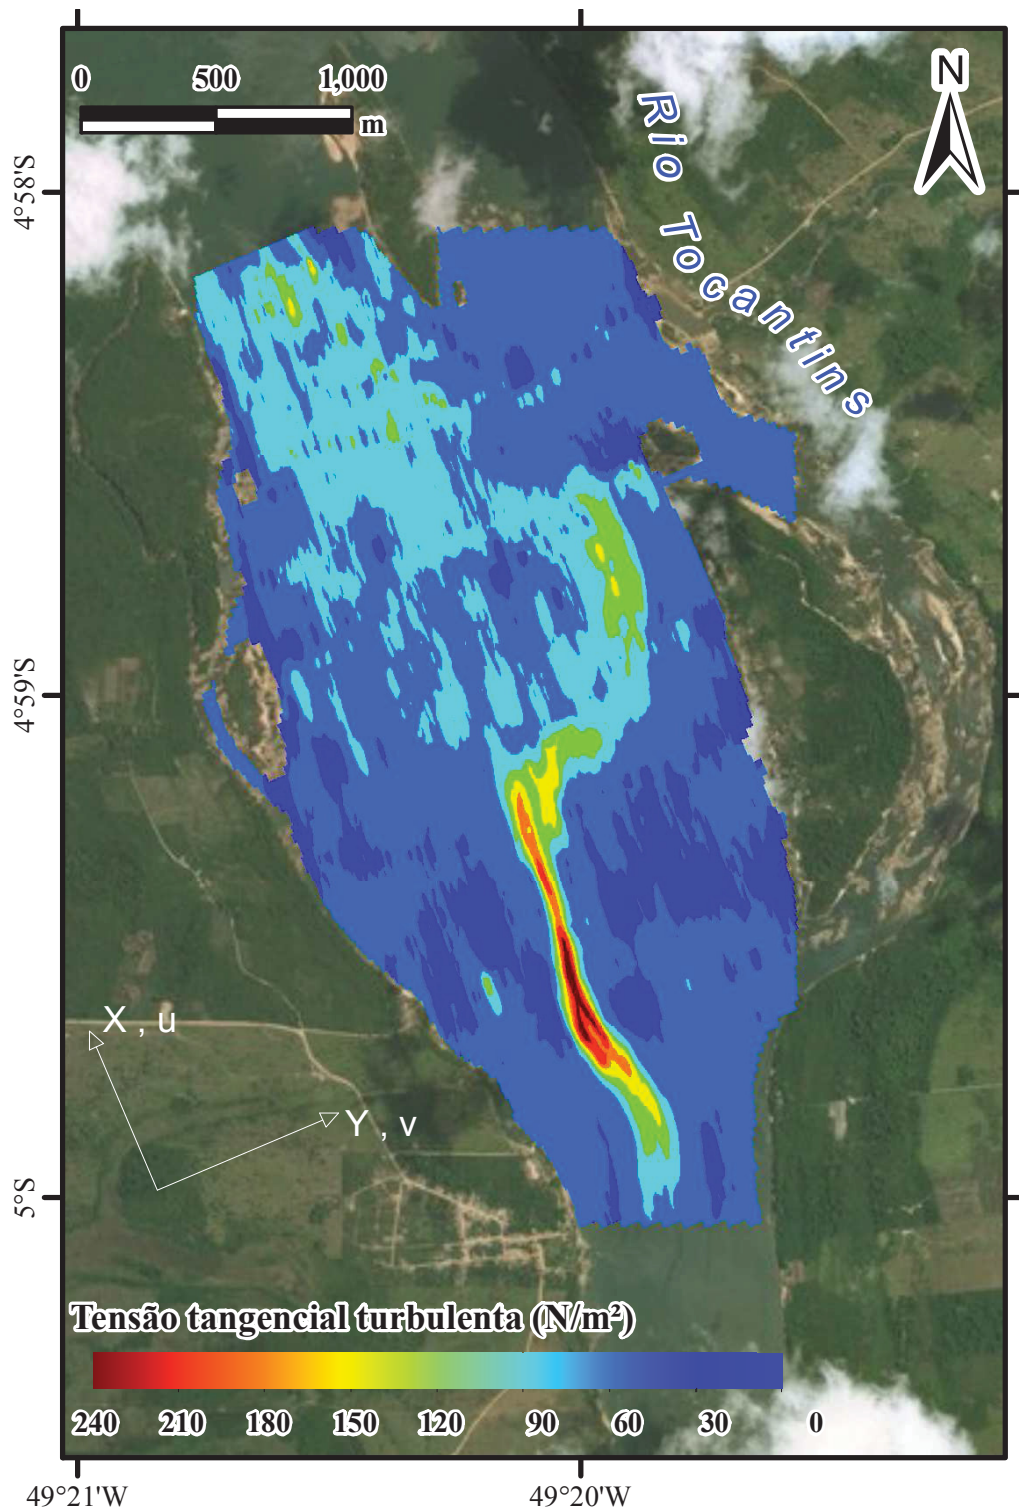 0 500 1,000
m
N
Rio Tocantins
4°58'S
4°59'S
5°S
X , u
Y , v
Tensão tangencial turbulenta (N/m²)
240 210 180 150 120 90 60 30 0
49°21'W 49°20'W